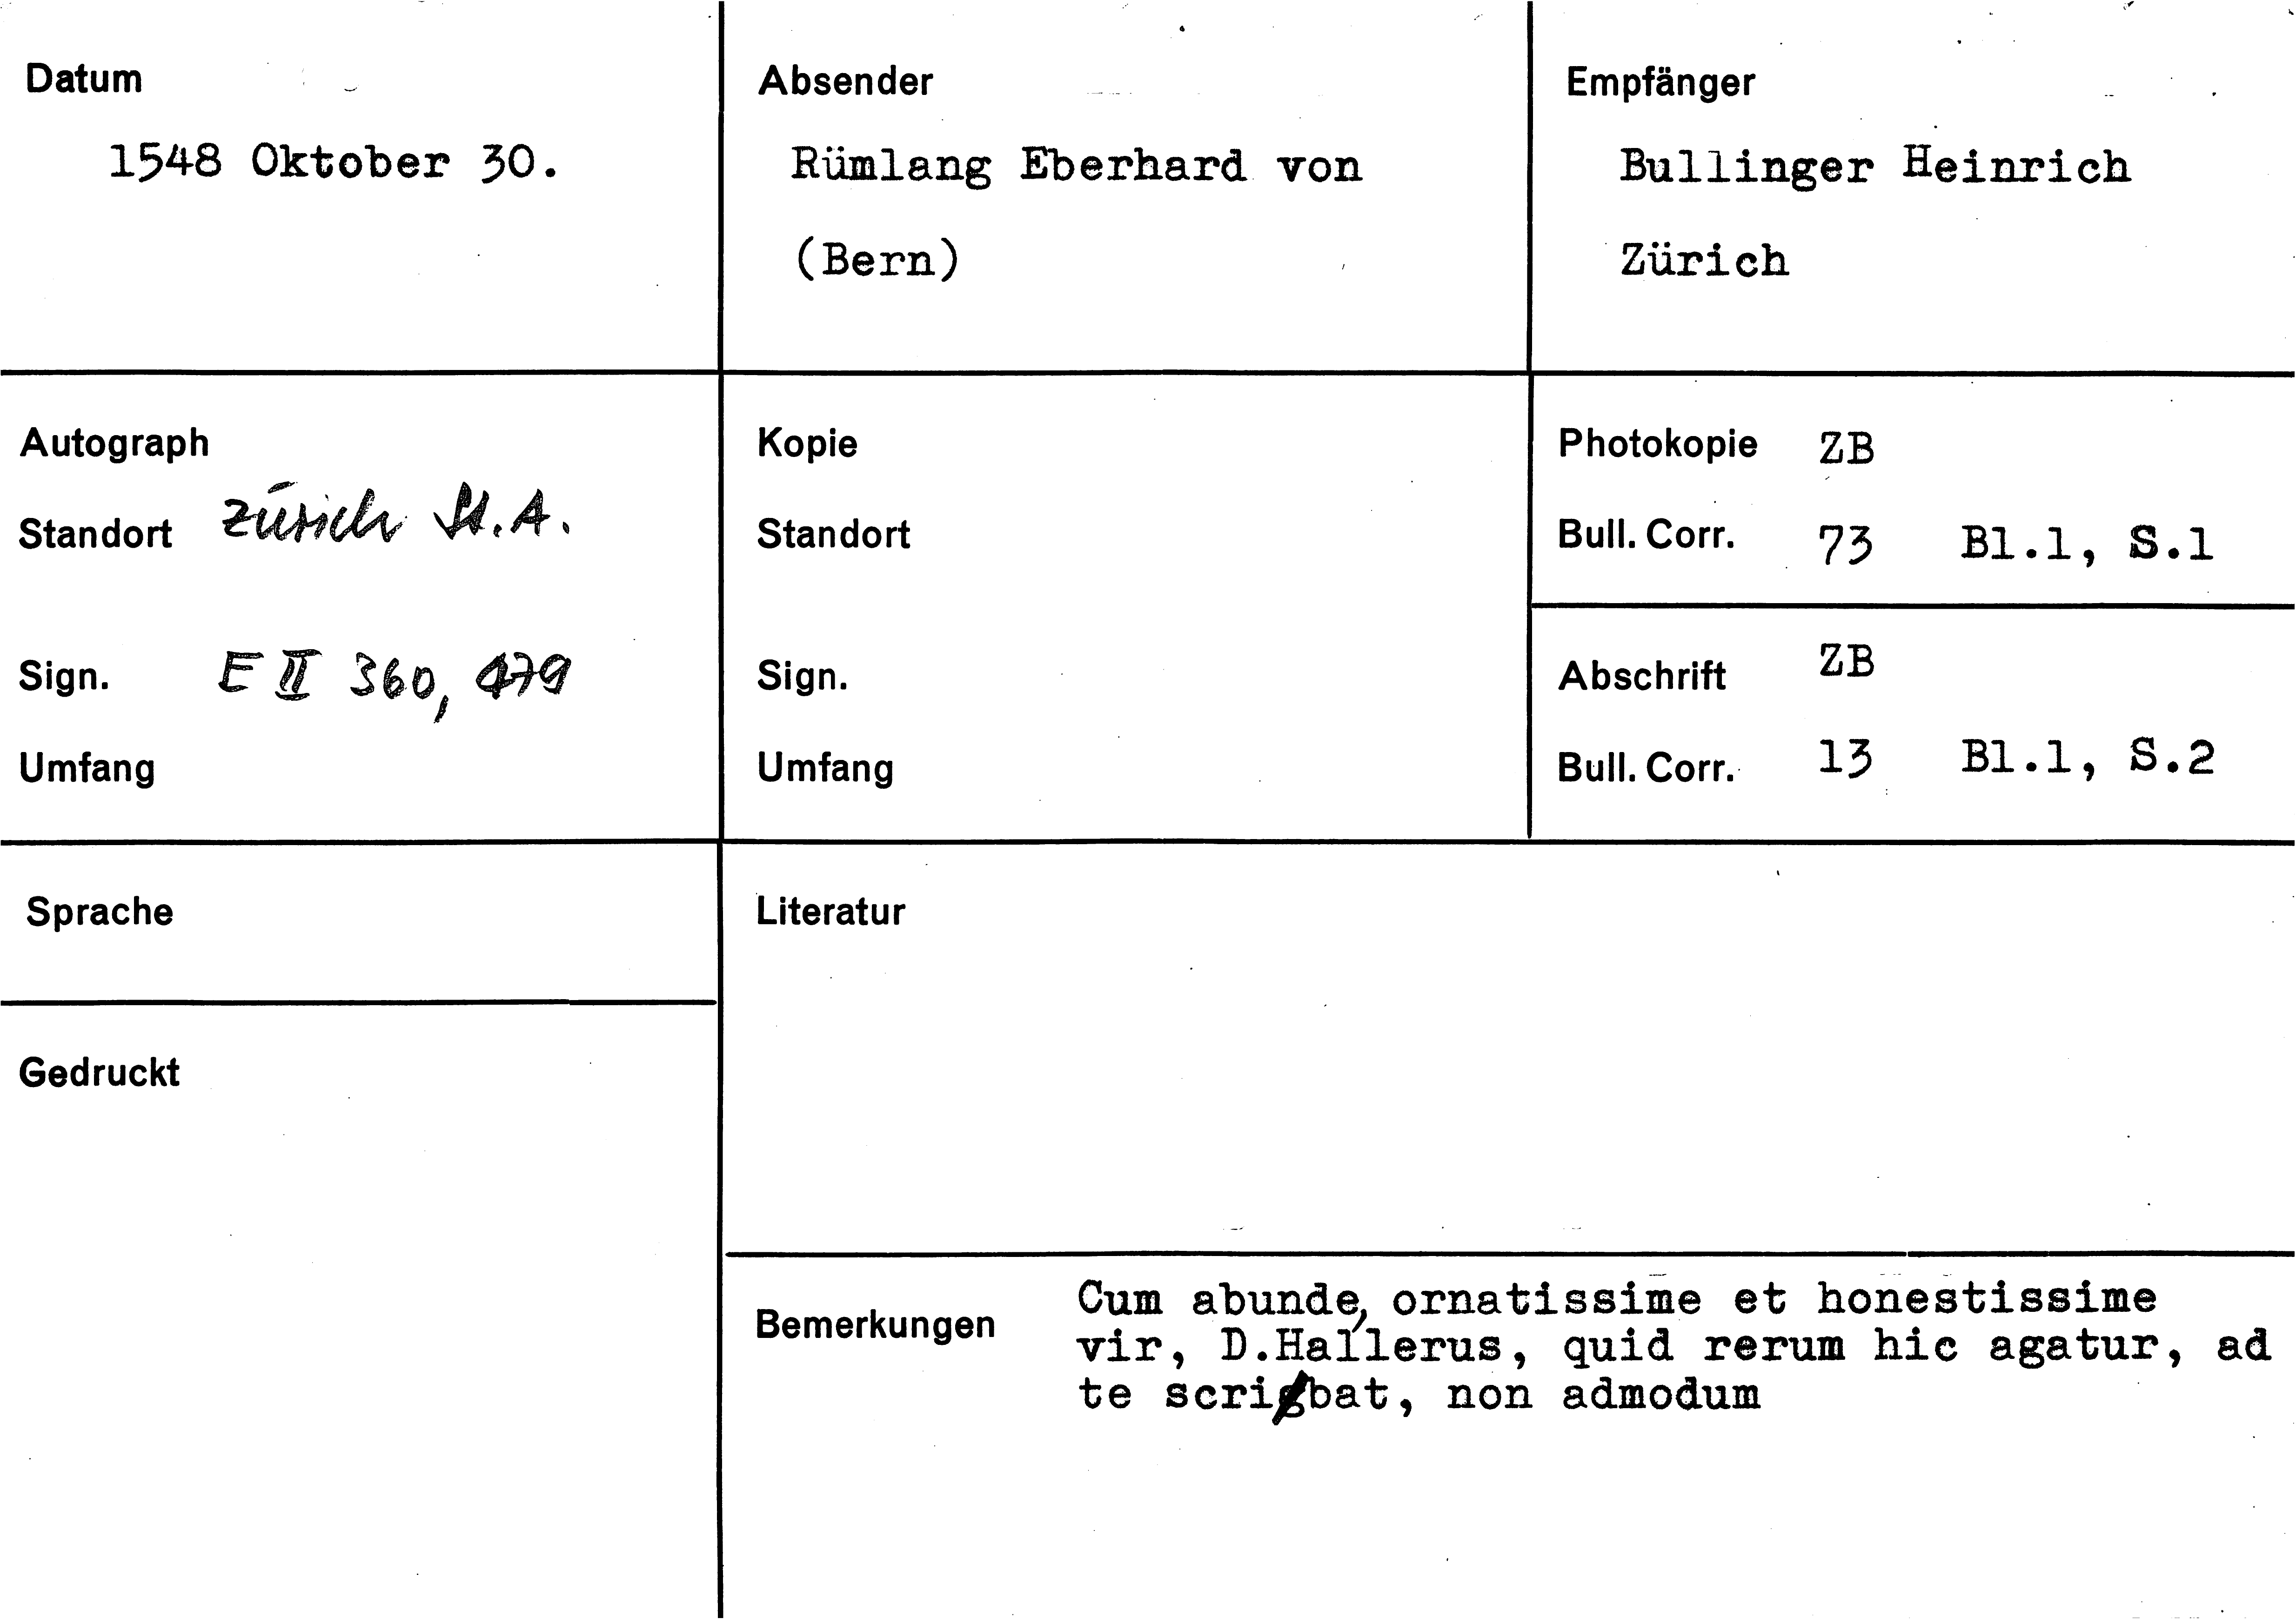 Datum
1548 Oktober 30.
Absender
Rümlang Eberhard von
(Bern)
Empfänger
Bullinger Heinrich
Zürich
Autograph
Standort Zürich St.A.
Sign. E II 360, 479
Umfang
Kopie
Standort
Sign.
Umfang
Photokopie ZB
Bull. Corr. 73 Bl.1, S.1
Abschrift ZB
Bull. Corr. 13 Bl.1, S.2
Sprache
Gedruckt
Literatur
Bemerkungen
Cum abunde, ornatissime et honestissime
vir, D.Hallerus, quid rerum hic agatur, ad
te scribat, non admodum